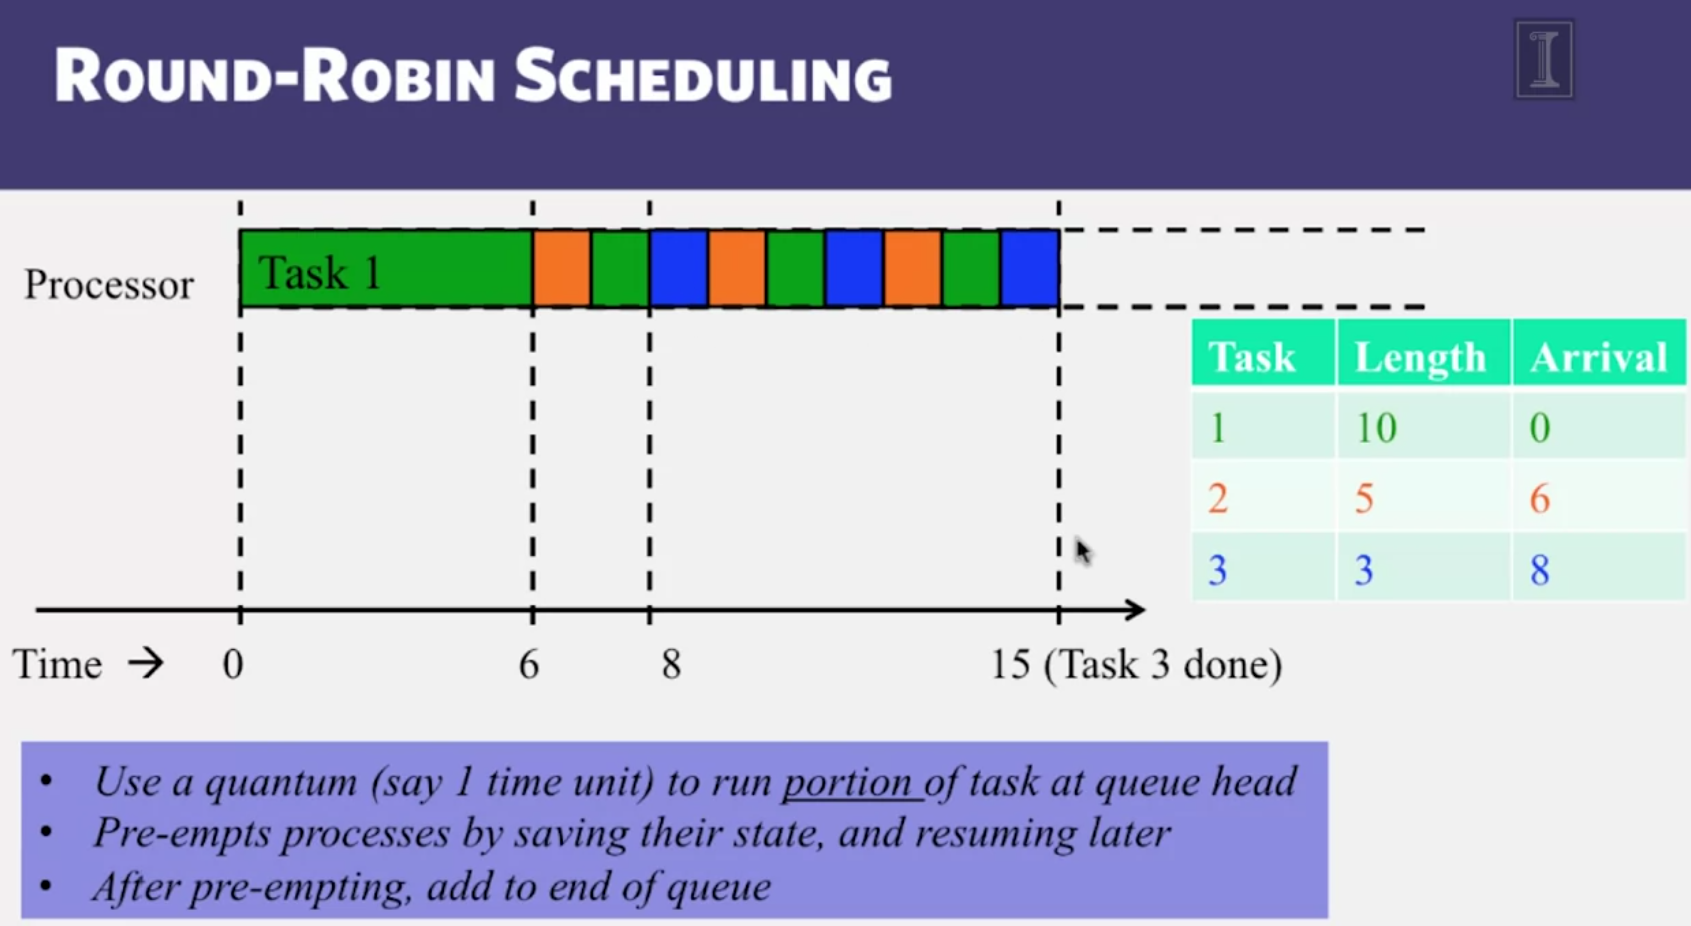 ROUND-ROBIN SCHEDULING
I
Processor
Task 1
Task Length Arrival
1 10 0
2 5 6
3 3 8
Time → 0 6 8 15 (Task 3 done)
• Use a quantum (say 1 time unit) to run portion of task at queue head
• Pre-empts processes by saving their state, and resuming later
• After pre-empting, add to end of queue